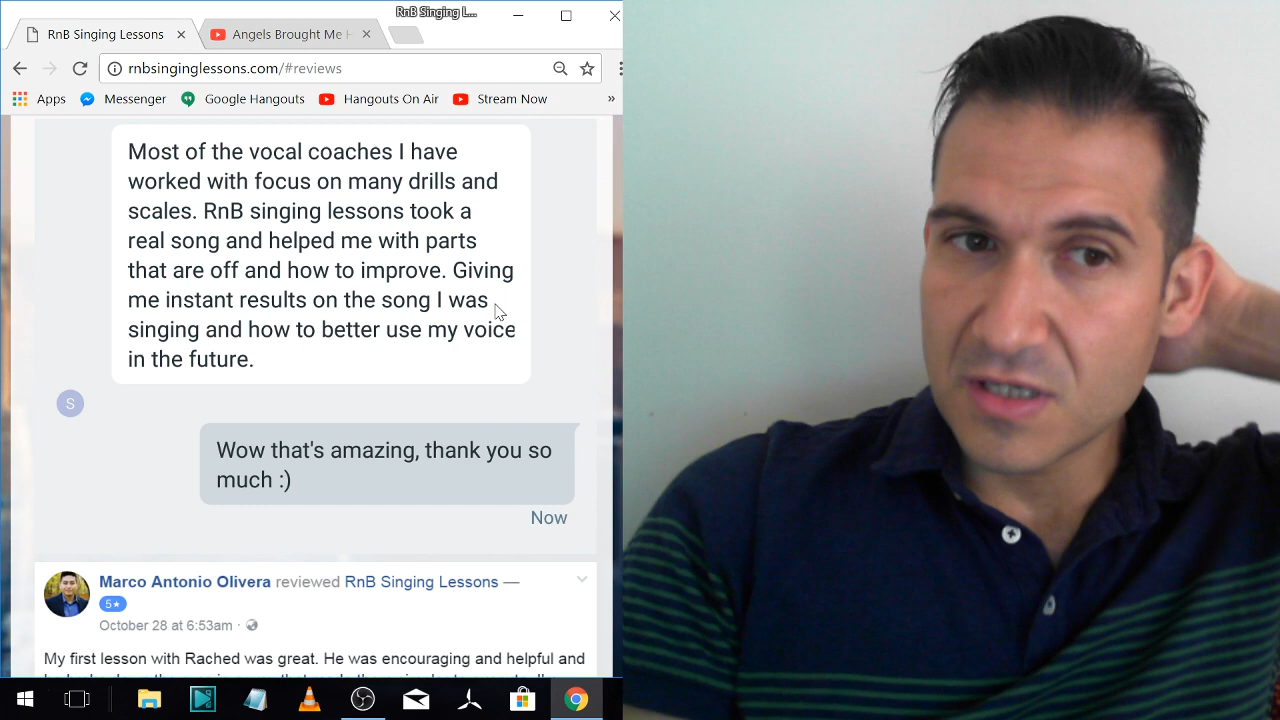 RnB Singing L...
RnB Singing Lessons
Angels Brought Me H
rnbsinginglessons.com/#reviews
Apps Messenger Google Hangouts Hangouts On Air Stream Now »
Most of the vocal coaches I have
worked with focus on many drills and
scales. RnB singing lessons took a
real song and helped me with parts
that are off and how to improve. Giving
me instant results on the song I was
singing and how to better use my voice
in the future.
S
Wow that's amazing, thank you so
much :)
Now
Marco Antonio Olivera reviewed RnB Singing Lessons —
5★
October 28 at 6:53am ·
My first lesson with Rached was great. He was encouraging and helpful and